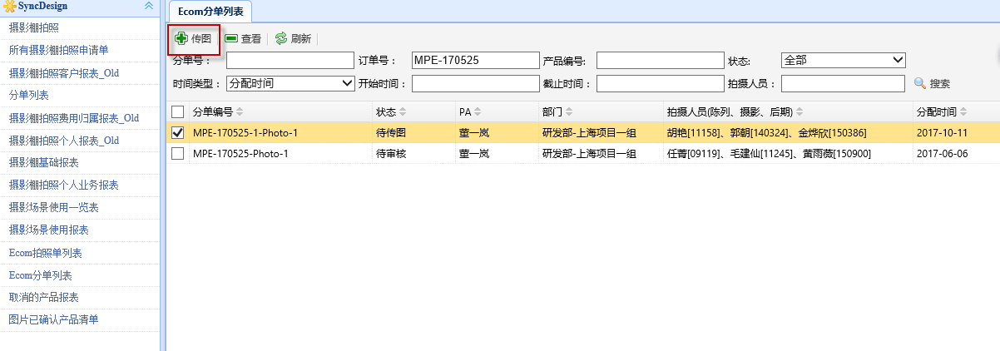 SyncDesign
摄影棚拍照
所有摄影棚拍照申请单
摄影棚拍照客户报表_Old
分单列表
摄影棚拍照费用归属报表_Old
摄影棚拍照个人报表_Old
摄影棚基础报表
摄影棚拍照个人业务报表
摄影场景使用一览表
摄影场景使用报表
Ecom拍照单列表
Ecom分单列表
取消的产品报表
图片已确认产品清单
Ecom分单列表
传图 查看 刷新
分单号： 订单号： MPE-170525 产品编号: 状态: 全部
时间类型： 分配时间 开始时间： 截止时间： 拍摄人员： 搜索
分单编号 状态 PA 部门 拍摄人员(陈列、摄影、后期) 分配时间
MPE-170525-1-Photo-1 待传图 董一岚 研发部-上海项目一组 胡艳[11158]、郭朝[140324]、金烨欣[150386] 2017-10-11
MPE-170525-Photo-1 待审核 董一岚 研发部-上海项目一组 任菁[09119]、毛建仙[11245]、黄雨薇[150900] 2017-06-06